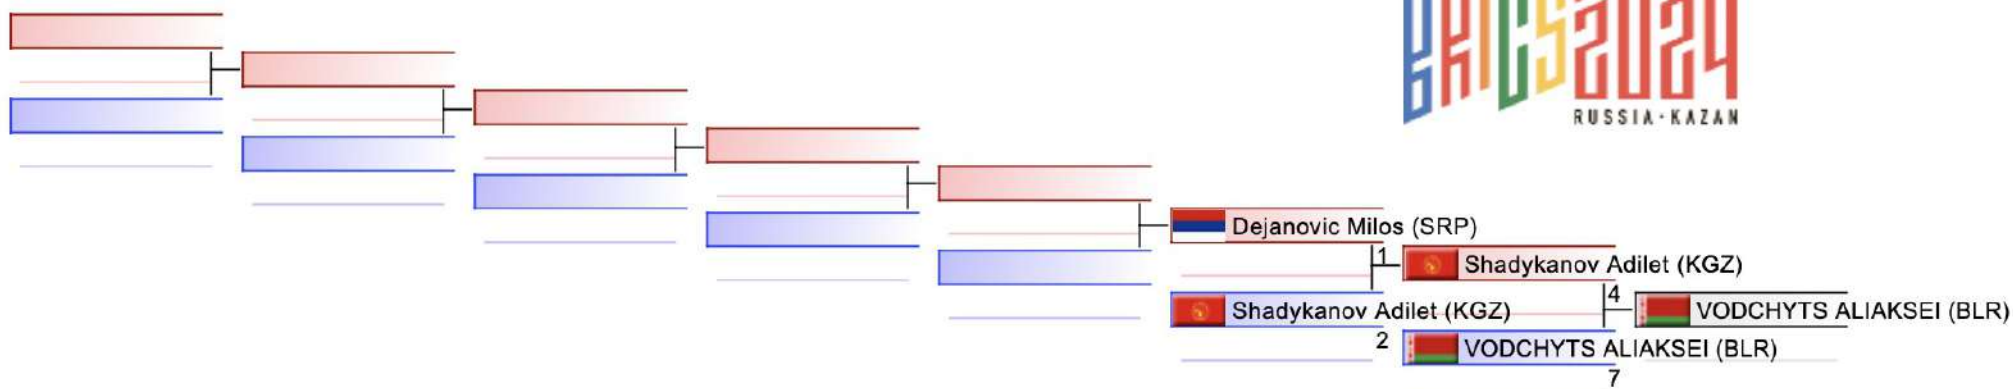 BRICS2024
RUSSIA·KAZAN
Dejanovic Milos (SRP)
1
Shadykanov Adilet (KGZ)
Shadykanov Adilet (KGZ)
4
VODCHYTS ALIAKSEI (BLR)
2
VODCHYTS ALIAKSEI (BLR)
7